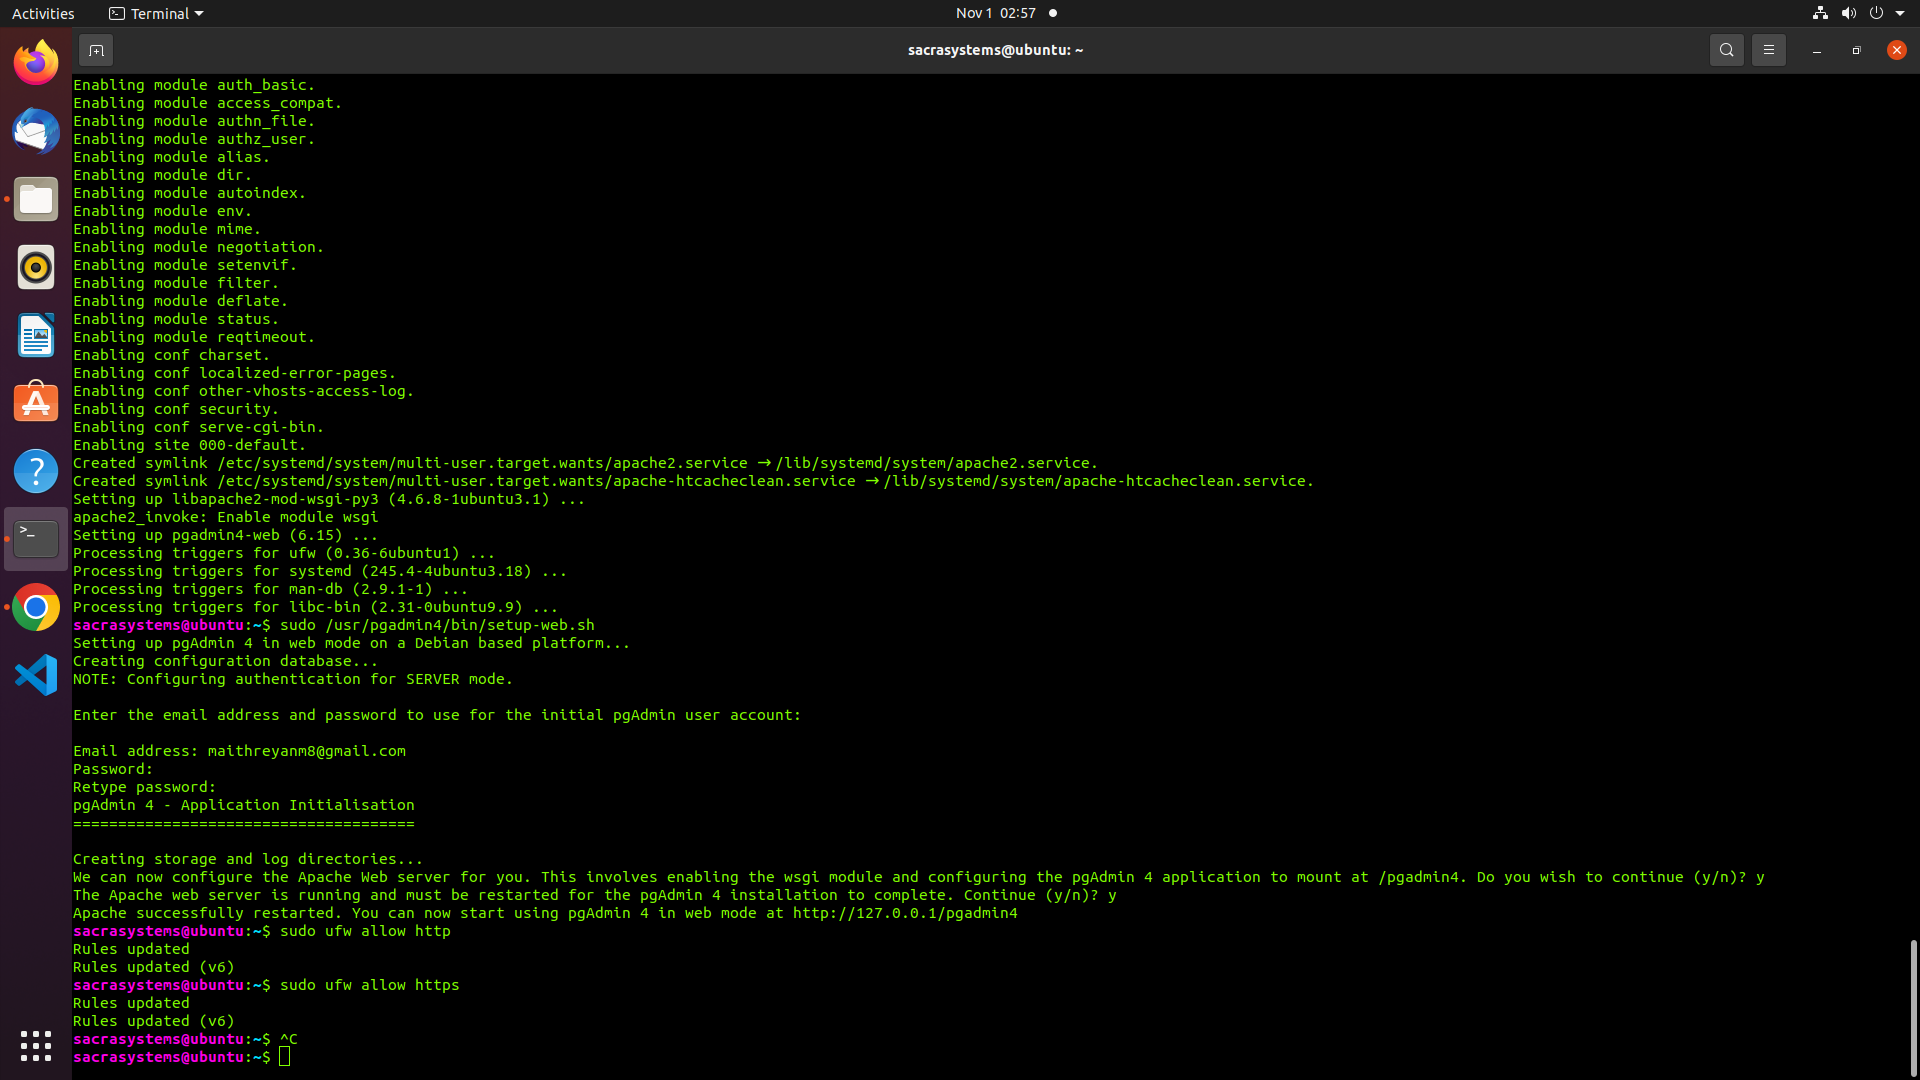 Activities Terminal Nov 1 02:57
sacrasystems@ubuntu: ~
Enabling module auth_basic.
Enabling module access_compat.
Enabling module authn_file.
Enabling module authz_user.
Enabling module alias.
Enabling module dir.
Enabling module autoindex.
Enabling module env.
Enabling module mime.
Enabling module negotiation.
Enabling module setenvif.
Enabling module filter.
Enabling module deflate.
Enabling module status.
Enabling module reqtimeout.
Enabling conf charset.
Enabling conf localized-error-pages.
Enabling conf other-vhosts-access-log.
Enabling conf security.
Enabling conf serve-cgi-bin.
Enabling site 000-default.
Created symlink /etc/systemd/system/multi-user.target.wants/apache2.service → /lib/systemd/system/apache2.service.
Created symlink /etc/systemd/system/multi-user.target.wants/apache-htcacheclean.service → /lib/systemd/system/apache-htcacheclean.service.
Setting up libapache2-mod-wsgi-py3 (4.6.8-1ubuntu3.1) ...
apache2_invoke: Enable module wsgi
Setting up pgadmin4-web (6.15) ...
Processing triggers for ufw (0.36-6ubuntu1) ...
Processing triggers for systemd (245.4-4ubuntu3.18) ...
Processing triggers for man-db (2.9.1-1) ...
Processing triggers for libc-bin (2.31-0ubuntu9.9) ...
sacrasystems@ubuntu:~$ sudo /usr/pgadmin4/bin/setup-web.sh
Setting up pgAdmin 4 in web mode on a Debian based platform...
Creating configuration database...
NOTE: Configuring authentication for SERVER mode.
Enter the email address and password to use for the initial pgAdmin user account:
Email address: maithreyanm8@gmail.com
Password:
Retype password:
pgAdmin 4 - Application Initialisation
======================================
Creating storage and log directories...
We can now configure the Apache Web server for you. This involves enabling the wsgi module and configuring the pgAdmin 4 application to mount at /pgadmin4. Do you wish to continue (y/n)? y
The Apache web server is running and must be restarted for the pgAdmin 4 installation to complete. Continue (y/n)? y
Apache successfully restarted. You can now start using pgAdmin 4 in web mode at http://127.0.0.1/pgadmin4
sacrasystems@ubuntu:~$ sudo ufw allow http
Rules updated
Rules updated (v6)
sacrasystems@ubuntu:~$ sudo ufw allow https
Rules updated
Rules updated (v6)
sacrasystems@ubuntu:~$ ^C
sacrasystems@ubuntu:~$